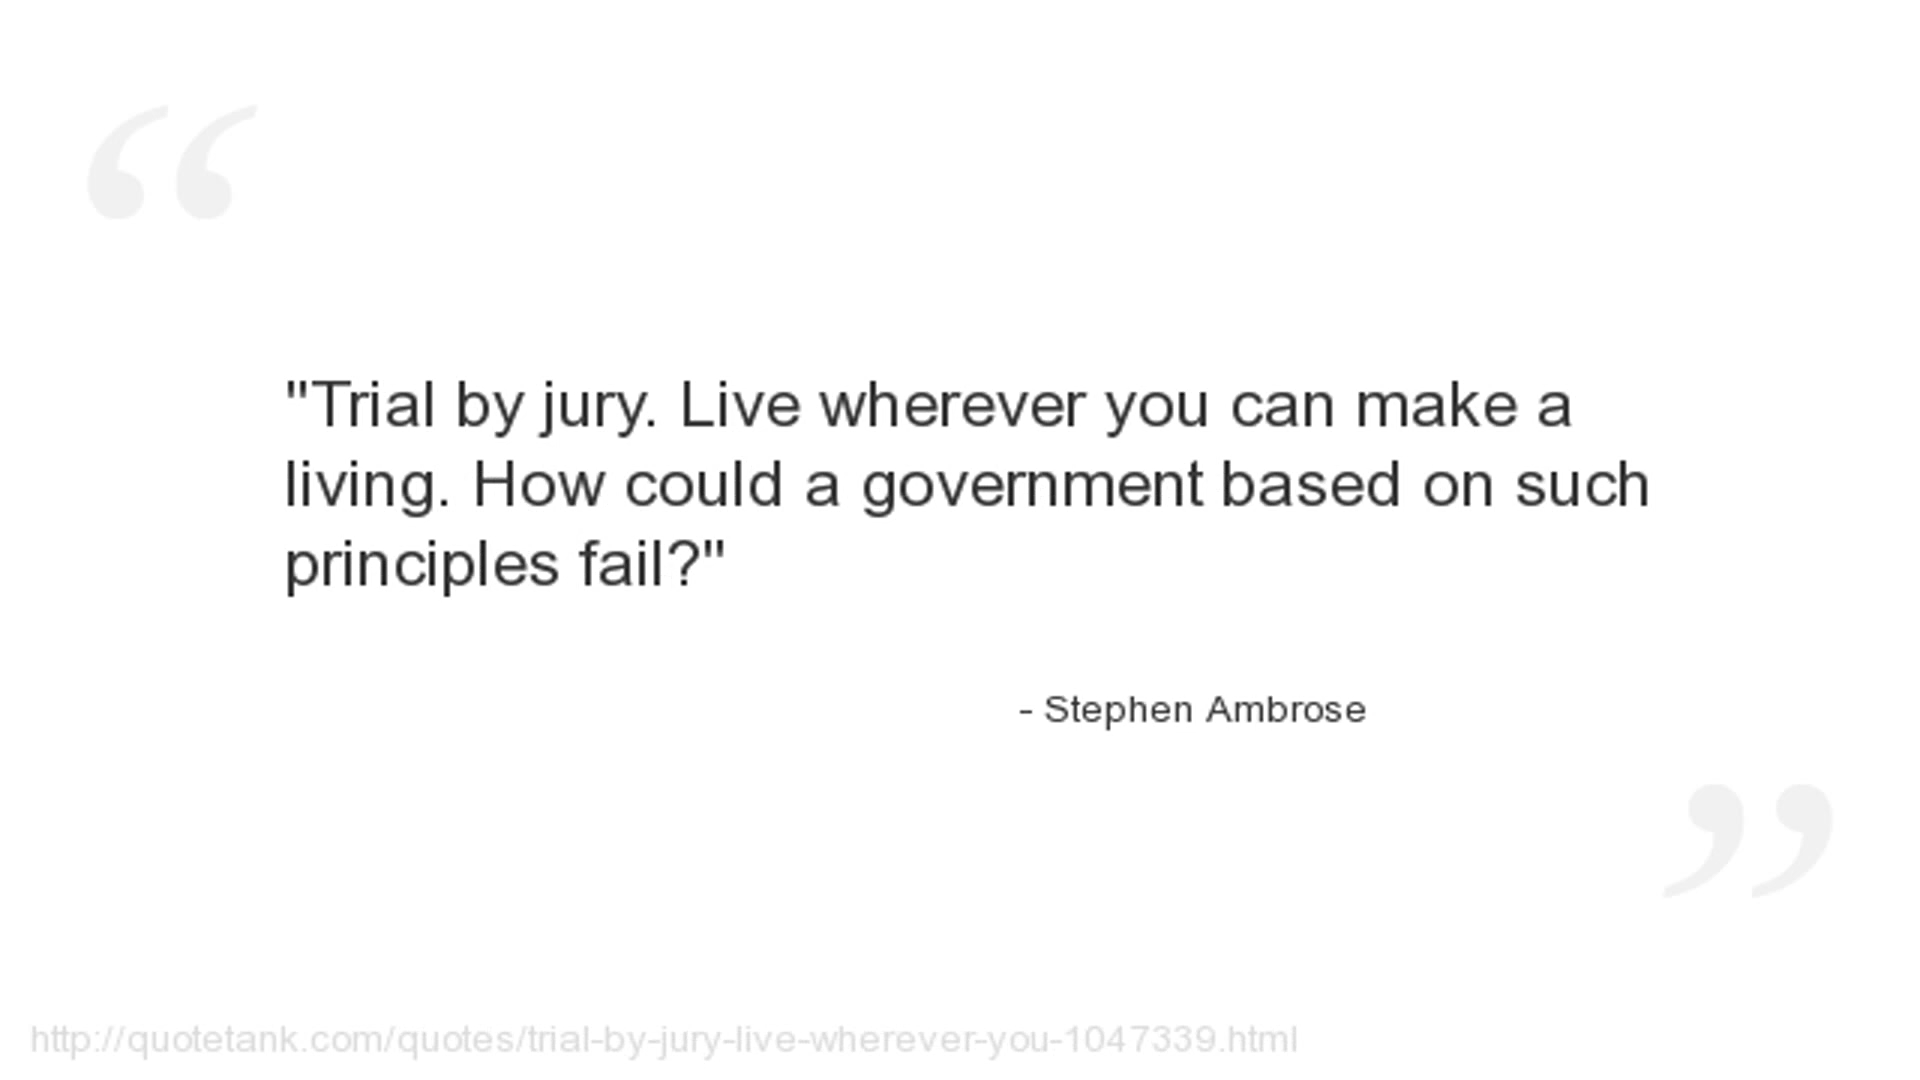 "Trial by jury. Live wherever you can make a
living. How could a government based on such
principles fail?"
- Stephen Ambrose
http://quotetank.com/quotes/trial-by-jury-live-wherever-you-1047339.html